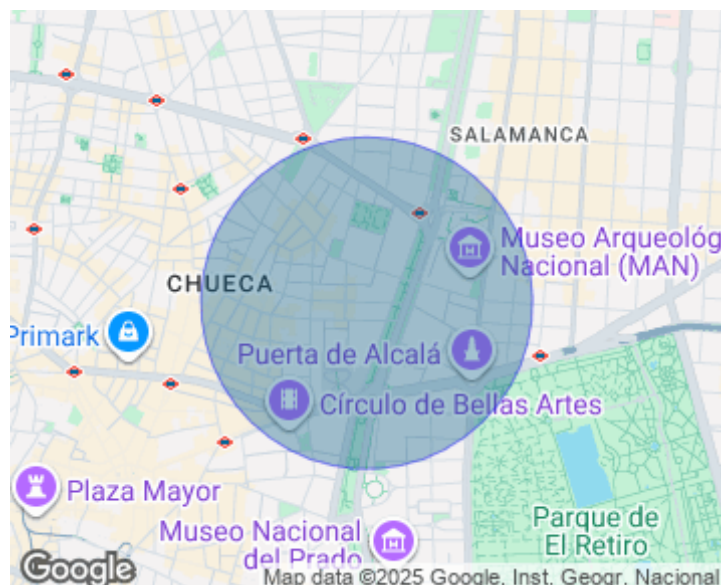 SALAMANCA
Museo Arqueológ
Nacional (MAN)
CHUECA
Primark
Puerta de Alcalá
Círculo de Bellas Artes
Plaza Mayor
Museo Nacional
del Prado
Parque de
El Retiro
Google
Map data ©2025 Google, Inst. Geogr. Nacional